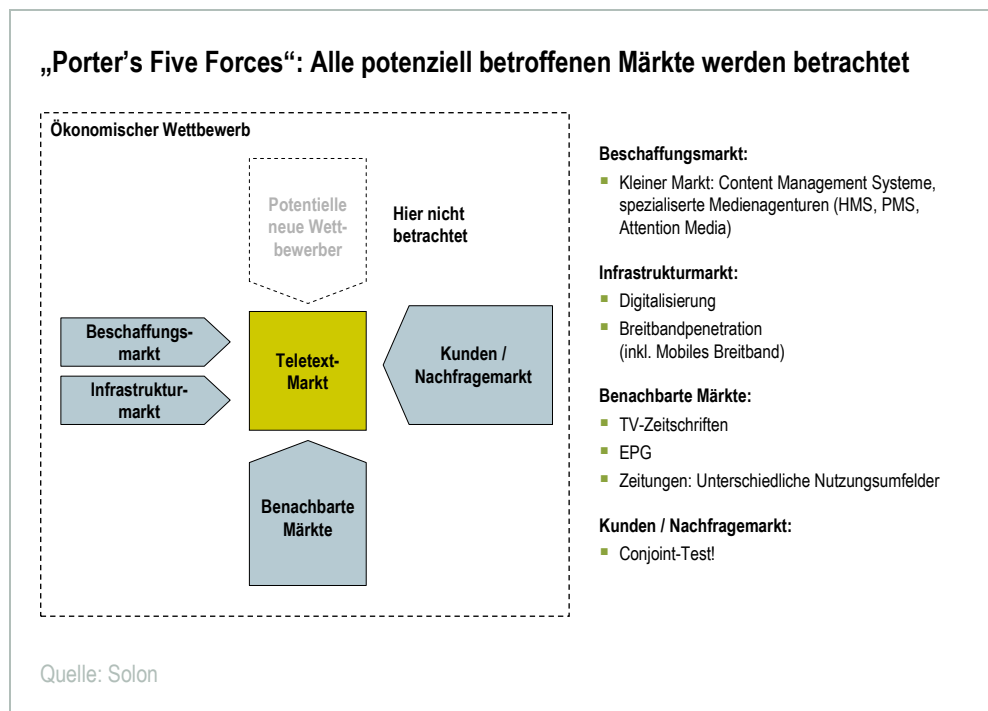 „Porter’s Five Forces“: Alle potenziell betroffenen Märkte werden betrachtet
Ökonomischer Wettbewerb
Potentielle
neue Wett-
bewerber
Hier nicht
betrachtet
Beschaffungs-
markt
Infrastruktur-
markt
Teletext-
Markt
Kunden /
Nachfragemarkt
Benachbarte
Märkte
Beschaffungsmarkt:
Kleiner Markt: Content Management Systeme,
spezialiserte Medienagenturen (HMS, PMS,
Attention Media)
Infrastrukturmarkt:
Digitalisierung
Breitbandpenetration
(inkl. Mobiles Breitband)
Benachbarte Märkte:
TV-Zeitschriften
EPG
Zeitungen: Unterschiedliche Nutzungsumfelder
Kunden / Nachfragemarkt:
Conjoint-Test!
Quelle: Solon